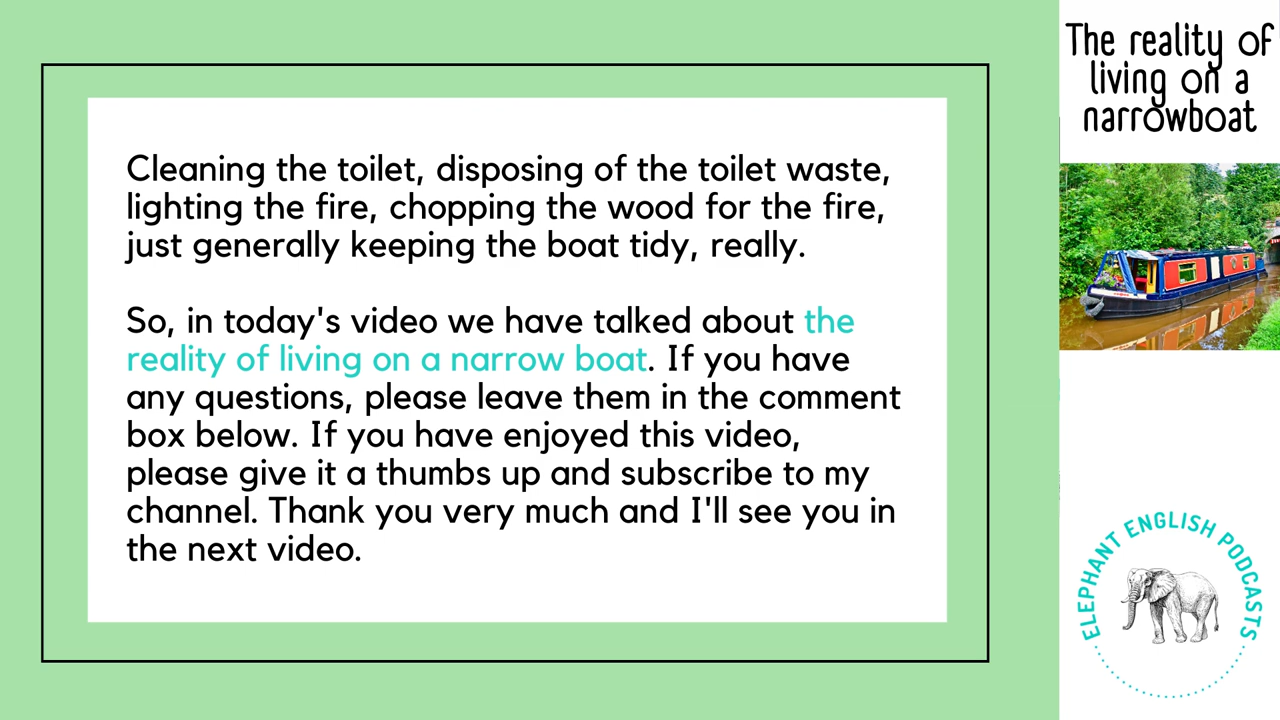 Cleaning the toilet, disposing of the toilet waste,
lighting the fire, chopping the wood for the fire,
just generally keeping the boat tidy, really.
So, in today's video we have talked about the
reality of living on a narrow boat. If you have
any questions, please leave them in the comment
box below. If you have enjoyed this video,
please give it a thumbs up and subscribe to my
channel. Thank you very much and I'll see you in
the next video.
The reality of
living on a
narrowboat
ELEPHANT ENGLISH PODCASTS